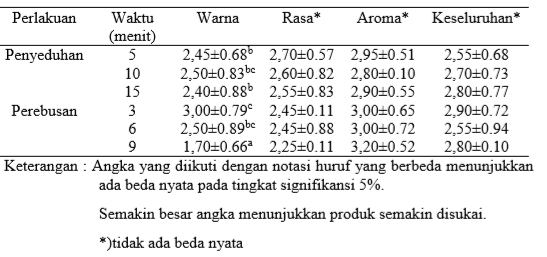 Perlakuan Waktu (menit) Warna Rasa* Aroma* Keseluruhan*
Penyeduhan 5 2,45±0.68ᵇ 2,70±0.57 2,95±0.51 2,55±0.68
10 2,50±0.83ᵇᶜ 2,60±0.82 2,80±0.10 2,70±0.73
15 2,40±0.88ᵇ 2,55±0.83 2,90±0.55 2,80±0.77
Perebusan 3 3,00±0.79ᶜ 2,45±0.11 3,00±0.65 2,90±0.72
6 2,50±0.89ᵇᶜ 2,45±0.88 3,00±0.72 2,55±0.94
9 1,70±0.66ᵃ 2,25±0.11 3,20±0.52 2,80±0.10
Keterangan : Angka yang diikuti dengan notasi huruf yang berbeda menunjukkan
ada beda nyata pada tingkat signifikansi 5%.
Semakin besar angka menunjukkan produk semakin disukai.
*)tidak ada beda nyata